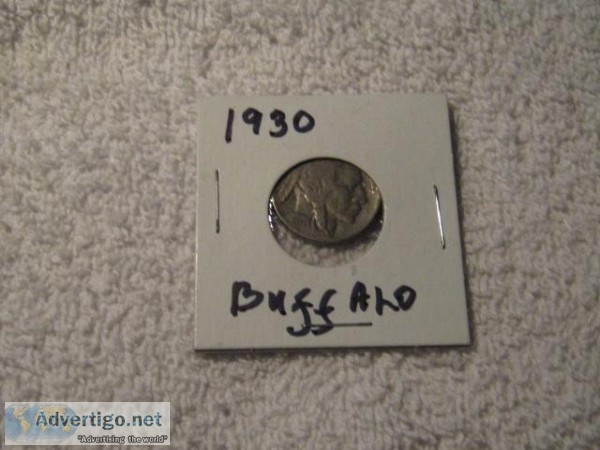 1930
Buffalo
Advertigo.net
"Advertising the world"